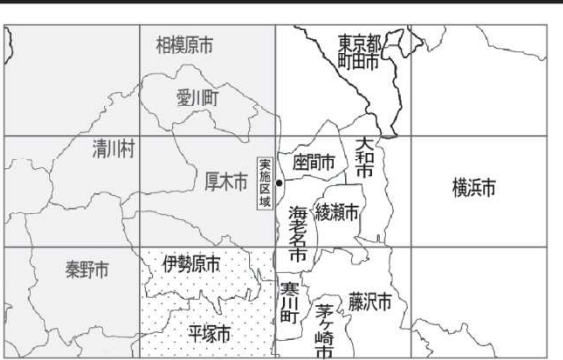 相模原市
東京都
町田市
愛川町
清川村
厚木市
実施区域
座間市
大和市
横浜市
海老名市
綾瀬市
秦野市
伊勢原市
寒川町
藤沢市
平塚市
茅ヶ崎市